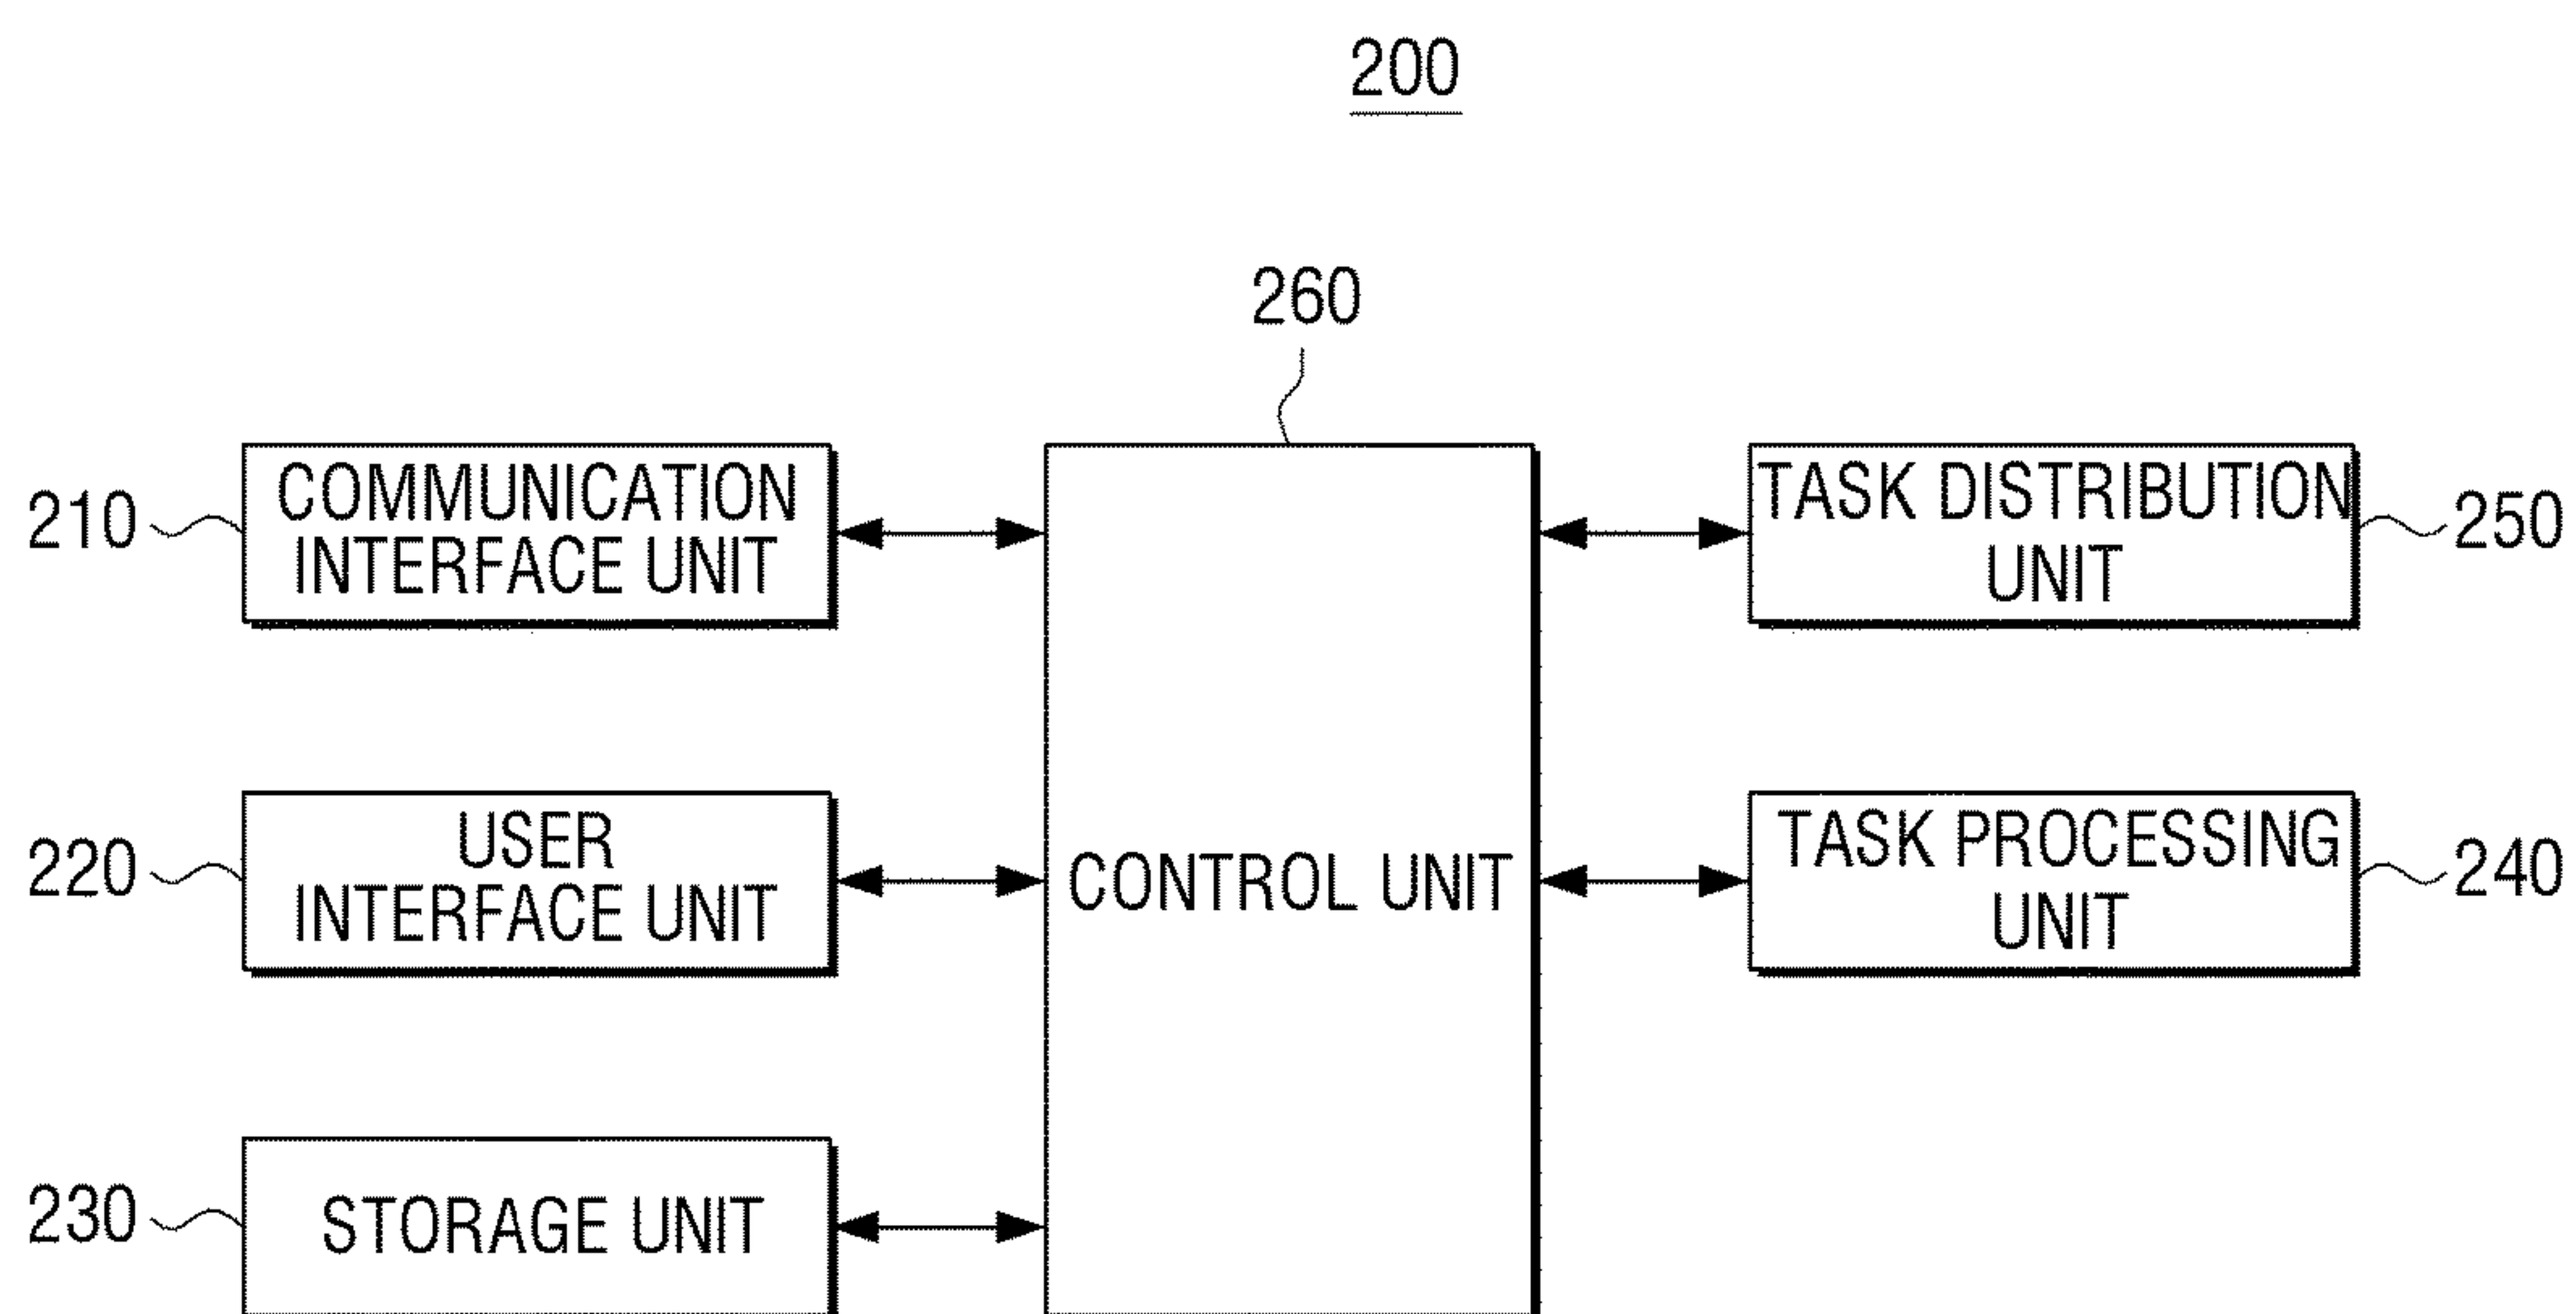 200
260
210
COMMUNICATION
INTERFACE UNIT
TASK DISTRIBUTION
UNIT
250
220
USER
INTERFACE UNIT
CONTROL UNIT
TASK PROCESSING
UNIT
240
230
STORAGE UNIT